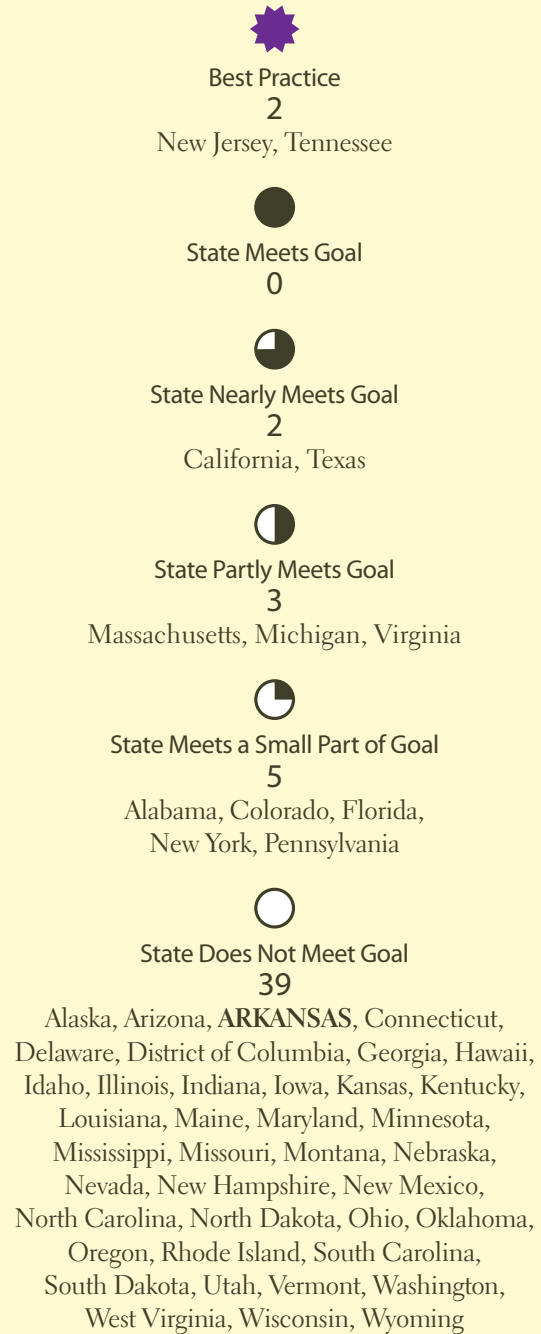 Best Practice
2
New Jersey, Tennessee
State Meets Goal
0
State Nearly Meets Goal
2
California, Texas
State Partly Meets Goal
3
Massachusetts, Michigan, Virginia
State Meets a Small Part of Goal
5
Alabama, Colorado, Florida,
New York, Pennsylvania
State Does Not Meet Goal
39
Alaska, Arizona, ARKANSAS, Connecticut,
Delaware, District of Columbia, Georgia, Hawaii,
Idaho, Illinois, Indiana, Iowa, Kansas, Kentucky,
Louisiana, Maine, Maryland, Minnesota,
Mississippi, Missouri, Montana, Nebraska,
Nevada, New Hampshire, New Mexico,
North Carolina, North Dakota, Ohio, Oklahoma,
Oregon, Rhode Island, South Carolina,
South Dakota, Utah, Vermont, Washington,
West Virginia, Wisconsin, Wyoming